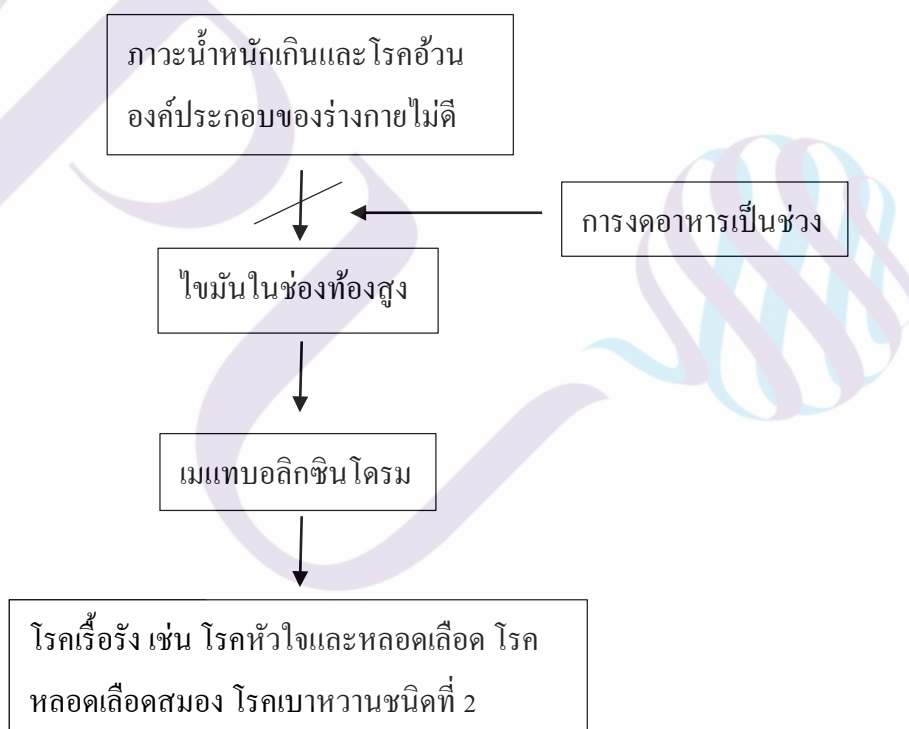 ภาวะน้ำหนักเกินและโรคอ้วน
องค์ประกอบของร่างกายไม่ดี
การงดอาหารเป็นช่วง
ไขมันในช่องท้องสูง
เมแทบอลิกซินโดรม
โรคเรื้อรัง เช่น โรคหัวใจและหลอดเลือด โรค
หลอดเลือดสมอง โรคเบาหวานชนิดที่ 2